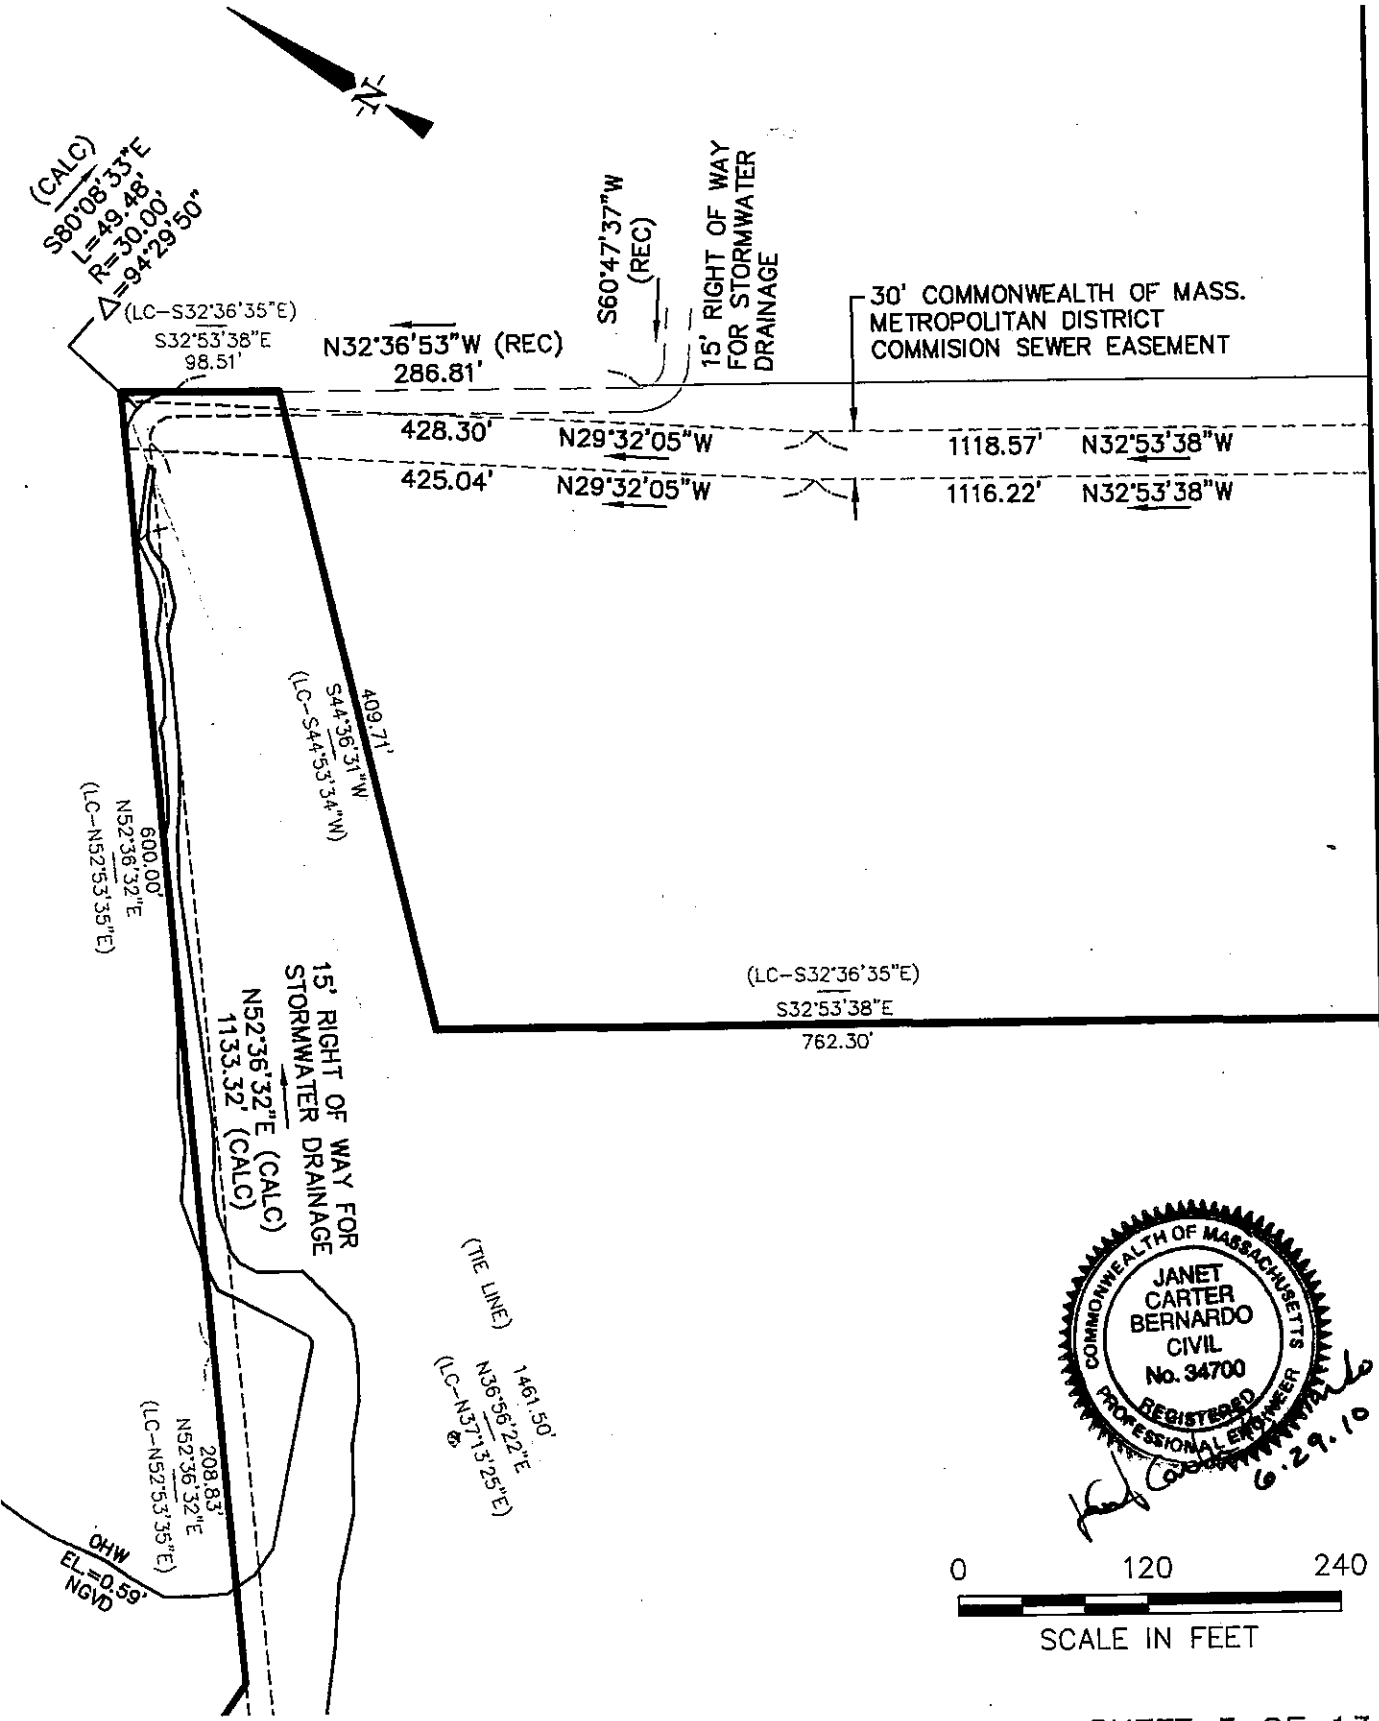 -N-
(CALC)
S80°08'33"E
L=49.48'
R=30.00'
△=94°29'50"
(LC-S32°36'35"E)
S32°53'38"E
98.51'
N32°36'53"W (REC)
286.81'
S60°47'37"W
(REC)
15' RIGHT OF WAY
FOR STORMWATER
DRAINAGE
30' COMMONWEALTH OF MASS.
METROPOLITAN DISTRICT
COMMISION SEWER EASEMENT
428.30'
N29°32'05"W
1118.57'
N32°53'38"W
425.04'
N29°32'05"W
1116.22'
N32°53'38"W
409.71'
S44°36'31"W
(LC-S44°53'34"W)
600.00'
N52°36'32"E
(LC-N52°53'35"E)
(LC-S32°36'35"E)
S32°53'38"E
762.30'
15' RIGHT OF WAY FOR
STORMWATER DRAINAGE
N52°36'32"E (CALC)
1133.32' (CALC)
(TIE LINE)
1461.50'
N36°56'22"E
(LC-N37°13'25"E)
208.83'
N52°36'32"E
(LC-N52°53'35"E)
OHW
EL.=0.59'
NGVD
COMMONWEALTH OF MASSACHUSETTS
JANET
CARTER
BERNARDO
CIVIL
No. 34700
REGISTERED
PROFESSIONAL ENGINEER
6.29.10
0 120 240
SCALE IN FEET